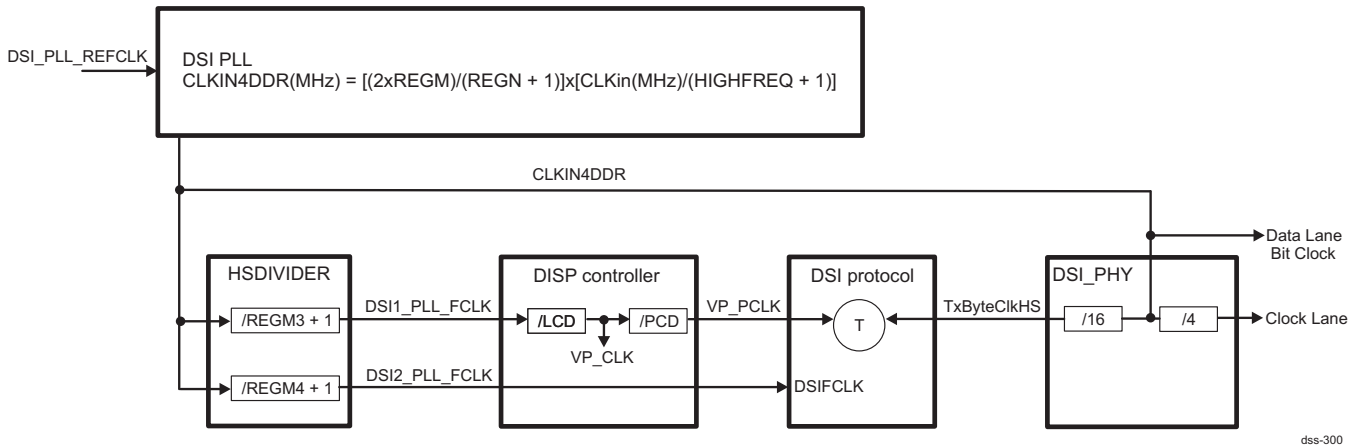 DSI_PLL_REFCLK
DSI PLL
CLKIN4DDR(MHz) = [(2xREGM)/(REGN + 1)]x[CLKin(MHz)/(HIGHFREQ + 1)]
CLKIN4DDR
Data Lane
Bit Clock
HSDIVIDER
DISP controller
DSI protocol
DSI_PHY
/REGM3 + 1
DSI1_PLL_FCLK
/LCD
/PCD
VP_PCLK
T
TxByteClkHS
/16
/4
Clock Lane
VP_CLK
/REGM4 + 1
DSI2_PLL_FCLK
DSIFCLK
dss-300